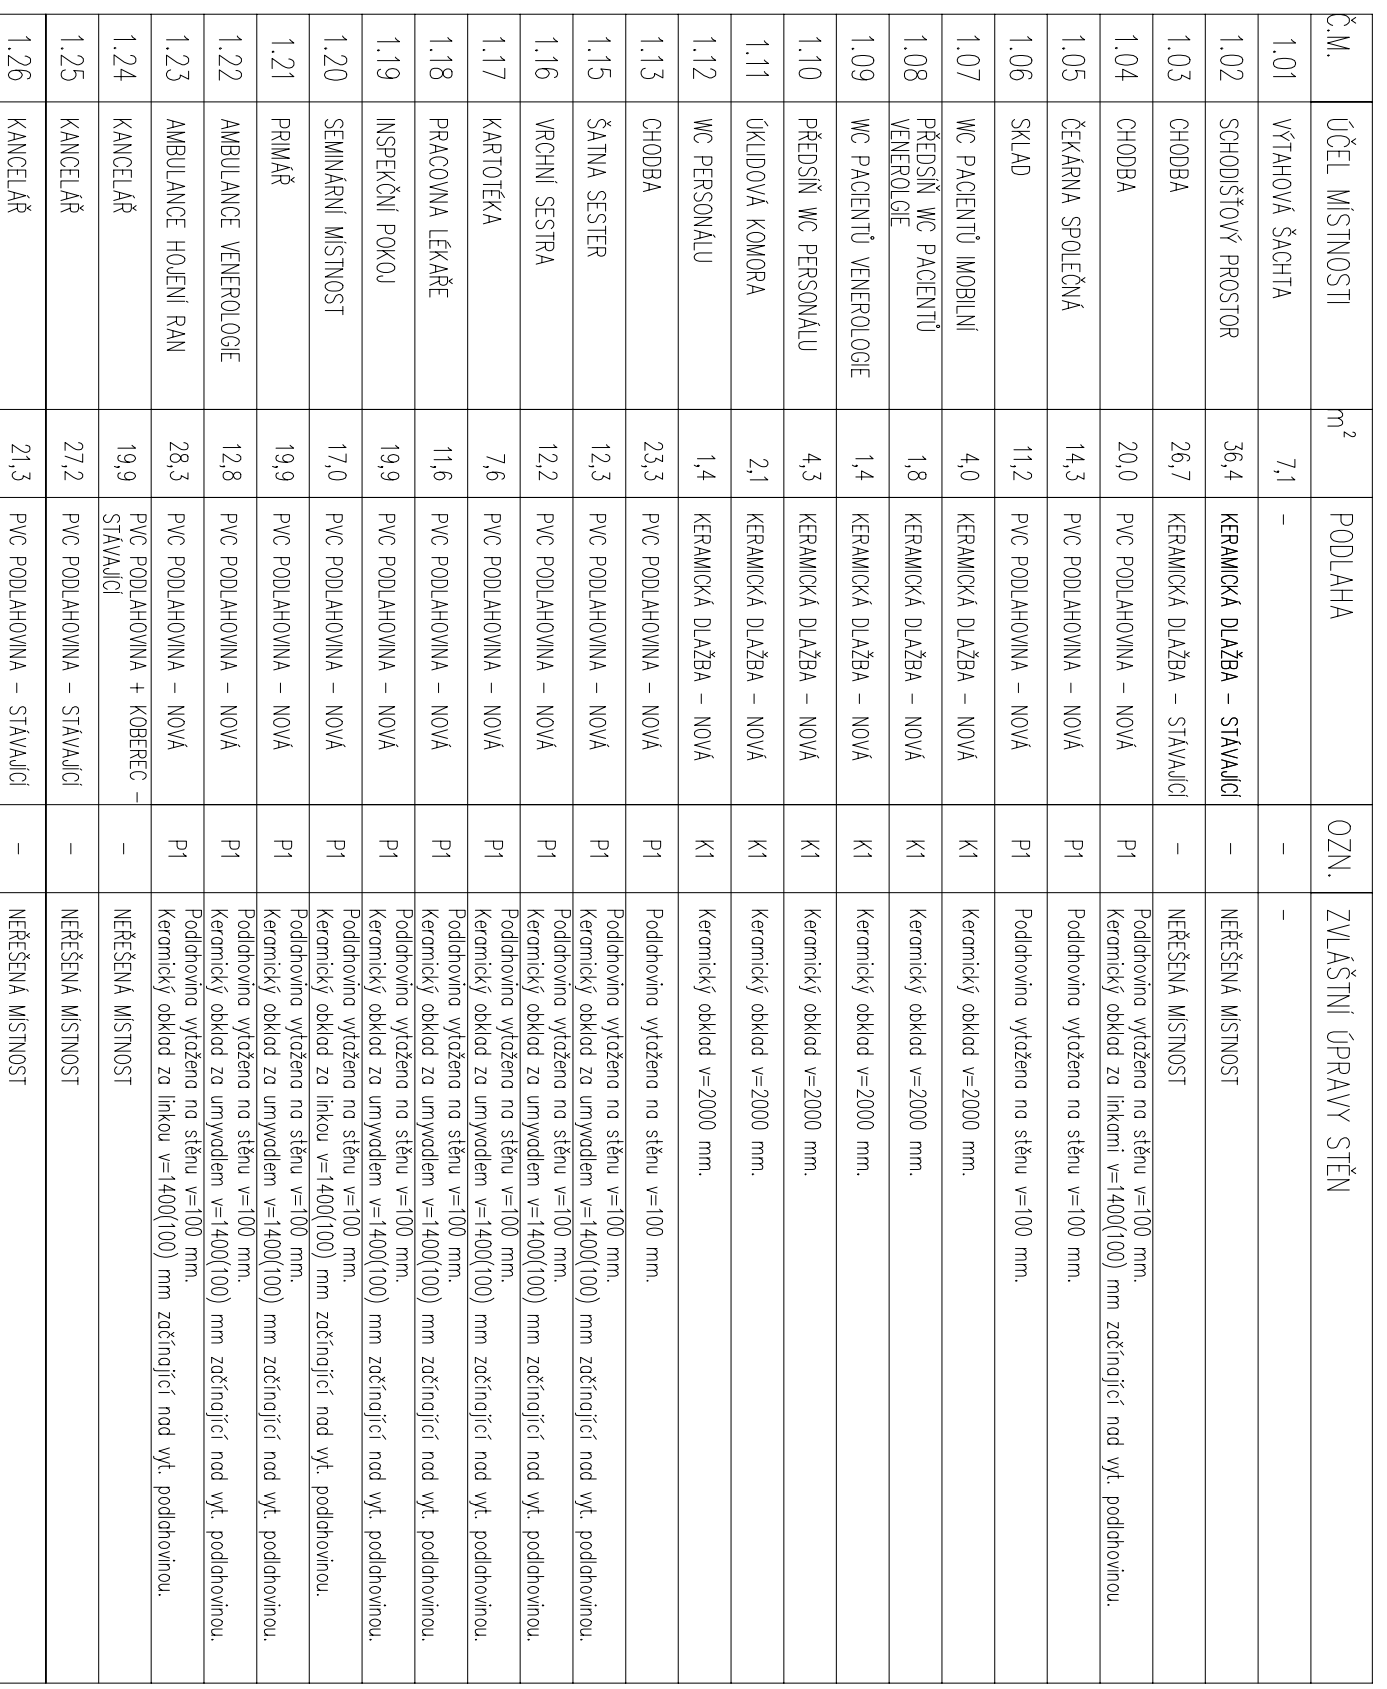 Č.M. ÚČEL MÍSTNOSTI m² PODLAHA OZN. ZVLÁŠTNÍ ÚPRAVY STĚN
1.01 VÝTAHOVÁ ŠACHTA 7,1 – – –
1.02 SCHODIŠŤOVÝ PROSTOR 36,4 KERAMICKÁ DLAŽBA – STÁVAJÍCÍ – NEŘEŠENÁ MÍSTNOST
1.03 CHODBA 26,7 KERAMICKÁ DLAŽBA – STÁVAJÍCÍ – NEŘEŠENÁ MÍSTNOST
1.04 CHODBA 20,0 PVC PODLAHOVINA – NOVÁ P1 Podlahovina vytažena na stěnu v=100 mm.
Keramický obklad za linkami v=1400(100) mm začínající nad vyt. podlahovinou.
1.05 ČEKÁRNA SPOLEČNÁ 14,3 PVC PODLAHOVINA – NOVÁ P1 Podlahovina vytažena na stěnu v=100 mm.
1.06 SKLAD 11,2 PVC PODLAHOVINA – NOVÁ P1 Podlahovina vytažena na stěnu v=100 mm.
1.07 WC PACIENTŮ IMOBILNÍ 4,0 KERAMICKÁ DLAŽBA – NOVÁ K1 Keramický obklad v=2000 mm.
1.08 PŘEDSÍŇ WC PACIENTŮ
VENEROLGIE 1,8 KERAMICKÁ DLAŽBA – NOVÁ K1 Keramický obklad v=2000 mm.
1.09 WC PACIENTŮ VENEROLOGIE 1,4 KERAMICKÁ DLAŽBA – NOVÁ K1 Keramický obklad v=2000 mm.
1.10 PŘEDSÍŇ WC PERSONÁLU 4,3 KERAMICKÁ DLAŽBA – NOVÁ K1 Keramický obklad v=2000 mm.
1.11 ÚKLIDOVÁ KOMORA 2,1 KERAMICKÁ DLAŽBA – NOVÁ K1 Keramický obklad v=2000 mm.
1.12 WC PERSONÁLU 1,4 KERAMICKÁ DLAŽBA – NOVÁ K1 Keramický obklad v=2000 mm.
1.13 CHODBA 23,3 PVC PODLAHOVINA – NOVÁ P1 Podlahovina vytažena na stěnu v=100 mm.
1.15 ŠATNA SESTER 12,3 PVC PODLAHOVINA – NOVÁ P1 Podlahovina vytažena na stěnu v=100 mm.
Keramický obklad za umyvadlem v=1400(100) mm začínající nad vyt. podlahovinou.
1.16 VRCHNÍ SESTRA 12,2 PVC PODLAHOVINA – NOVÁ P1 Podlahovina vytažena na stěnu v=100 mm.
Keramický obklad za umyvadlem v=1400(100) mm začínající nad vyt. podlahovinou.
1.17 KARTOTÉKA 7,6 PVC PODLAHOVINA – NOVÁ P1 Podlahovina vytažena na stěnu v=100 mm.
Keramický obklad za umyvadlem v=1400(100) mm začínající nad vyt. podlahovinou.
1.18 PRACOVNA LÉKAŘE 11,6 PVC PODLAHOVINA – NOVÁ P1 Podlahovina vytažena na stěnu v=100 mm.
Keramický obklad za umyvadlem v=1400(100) mm začínající nad vyt. podlahovinou.
1.19 INSPEKČNÍ POKOJ 19,9 PVC PODLAHOVINA – NOVÁ P1 Podlahovina vytažena na stěnu v=100 mm.
Keramický obklad za umyvadlem v=1400(100) mm začínající nad vyt. podlahovinou.
1.20 SEMINÁRNÍ MÍSTNOST 17,0 PVC PODLAHOVINA – NOVÁ P1 Podlahovina vytažena na stěnu v=100 mm.
Keramický obklad za linkou v=1400(100) mm začínající nad vyt. podlahovinou.
1.21 PRIMÁŘ 19,9 PVC PODLAHOVINA – NOVÁ P1 Podlahovina vytažena na stěnu v=100 mm.
Keramický obklad za umyvadlem v=1400(100) mm začínající nad vyt. podlahovinou.
1.22 AMBULANCE VENEROLOGIE 12,8 PVC PODLAHOVINA – NOVÁ P1 Podlahovina vytažena na stěnu v=100 mm.
Keramický obklad za umyvadlem v=1400(100) mm začínající nad vyt. podlahovinou.
1.23 AMBULANCE HOJENÍ RAN 28,3 PVC PODLAHOVINA – NOVÁ P1 Podlahovina vytažena na stěnu v=100 mm.
Keramický obklad za linkou v=1400(100) mm začínající nad vyt. podlahovinou.
1.24 KANCELÁŘ 19,9 PVC PODLAHOVINA + KOBEREC –
STÁVAJÍCÍ – NEŘEŠENÁ MÍSTNOST
1.25 KANCELÁŘ 27,2 PVC PODLAHOVINA – STÁVAJÍCÍ – NEŘEŠENÁ MÍSTNOST
1.26 KANCELÁŘ 21,3 PVC PODLAHOVINA – STÁVAJÍCÍ – NEŘEŠENÁ MÍSTNOST